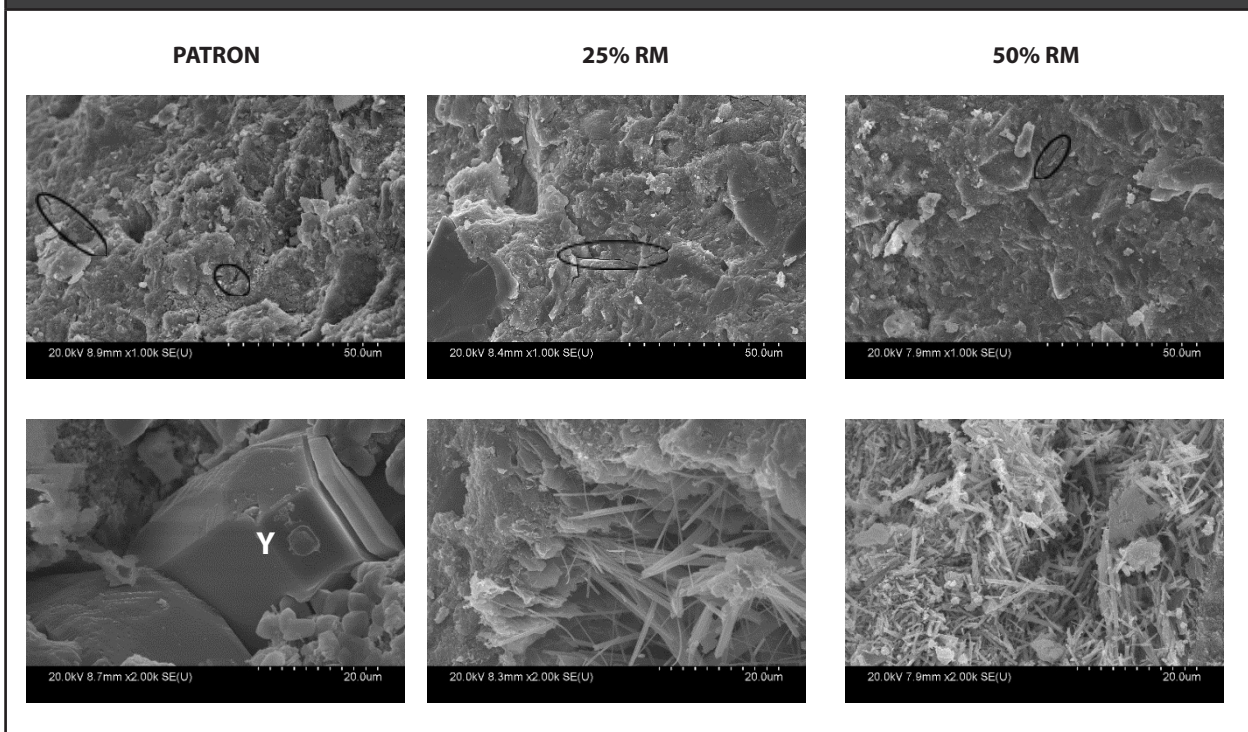 PATRON
25% RM
50% RM
20.0kV 8.9mm x1.00k SE(U) 50.0um
20.0kV 8.4mm x1.00k SE(U) 50.0um
20.0kV 7.9mm x1.00k SE(U) 50.0um
Y
20.0kV 8.7mm x2.00k SE(U) 20.0um
20.0kV 8.3mm x2.00k SE(U) 20.0um
20.0kV 7.9mm x2.00k SE(U) 20.0um